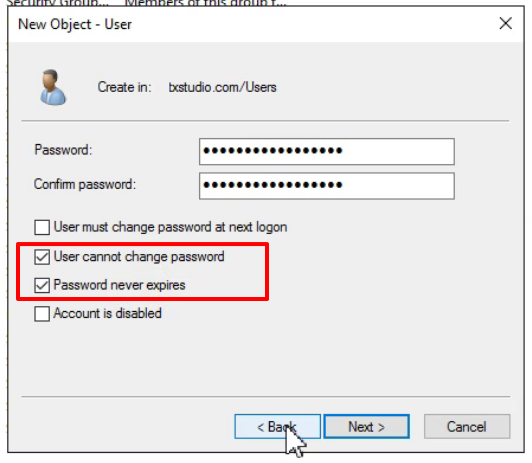 Security Group... Members of this group f...
New Object - User
Create in: txstudio.com/Users
Password:
Confirm password:
User must change password at next logon
User cannot change password
Password never expires
Account is disabled
< Back Next > Cancel